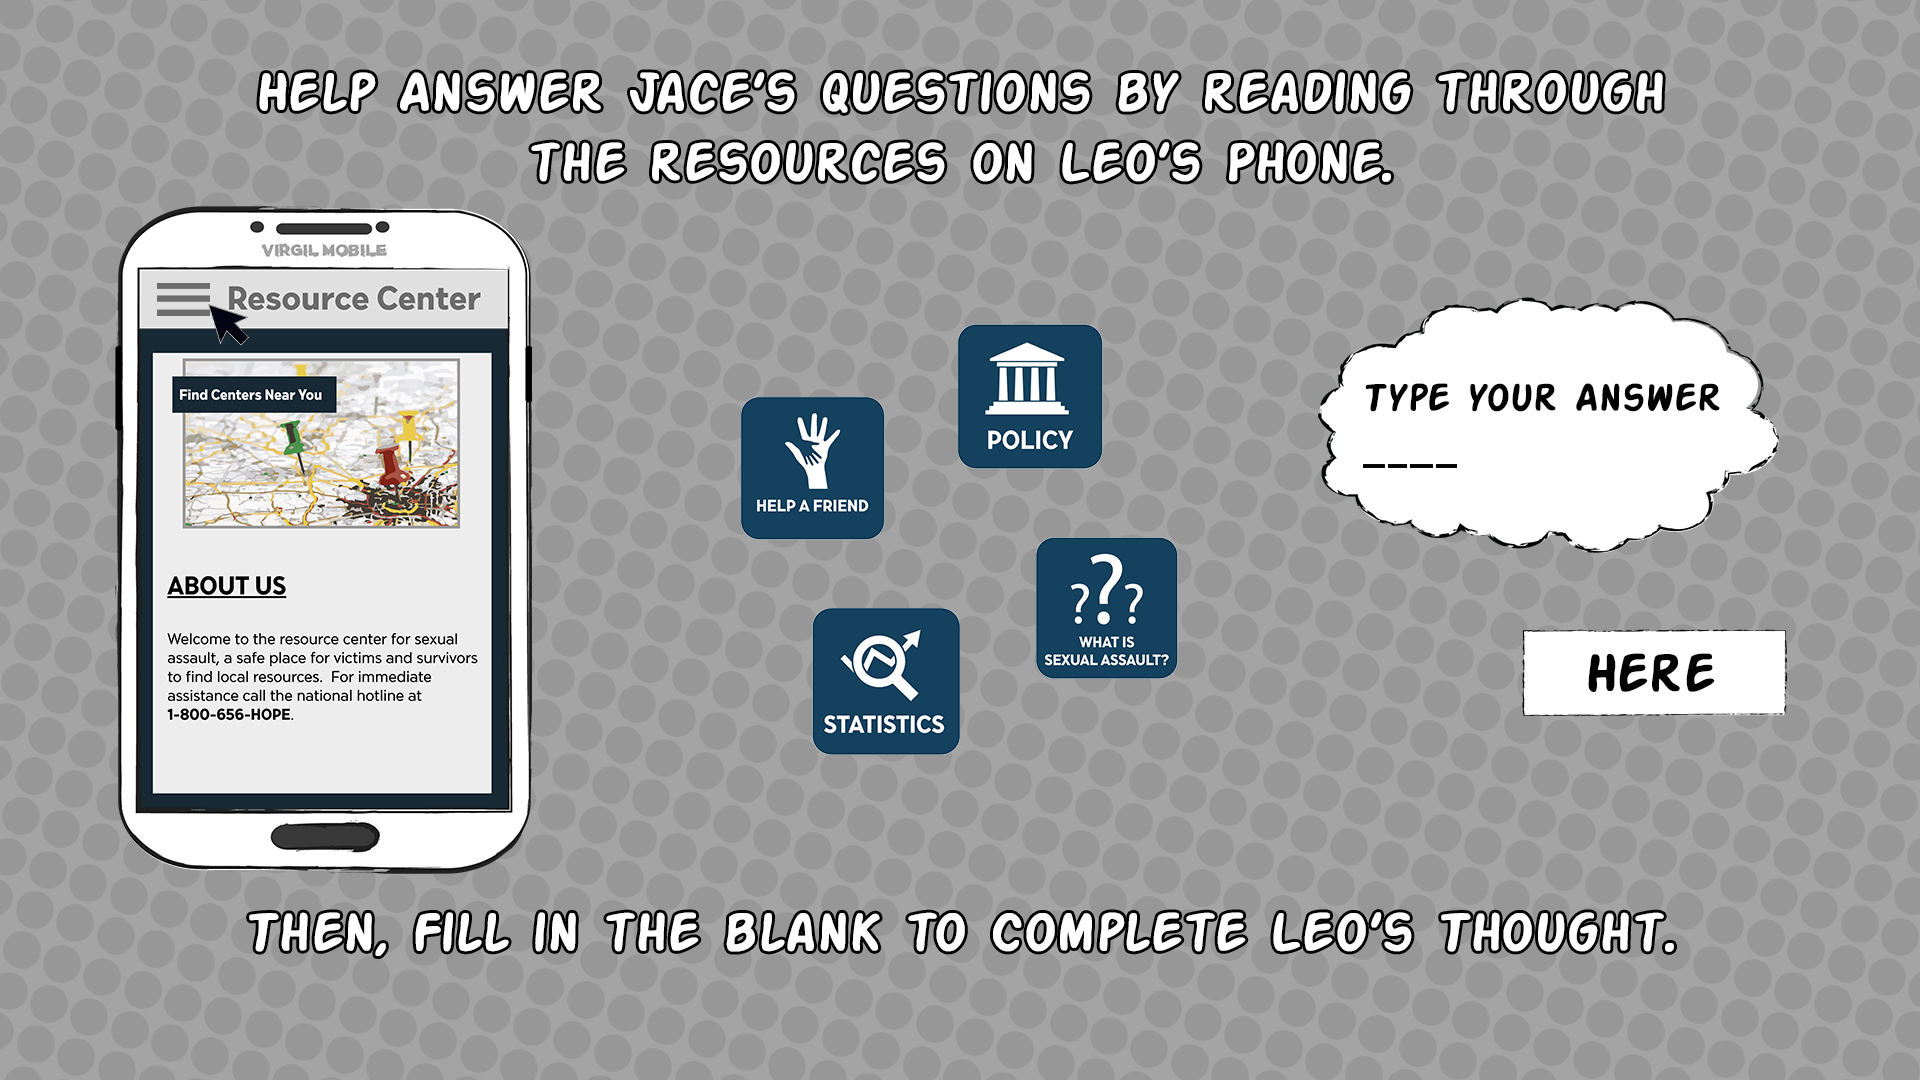 HELP ANSWER JACE'S QUESTIONS BY READING THROUGH
THE RESOURCES ON LEO'S PHONE.
VIRGIL MOBILE
Resource Center
Find Centers Near You
ABOUT US
Welcome to the resource center for sexual
assault, a safe place for victims and survivors
to find local resources. For immediate
assistance call the national hotline at
1-800-656-HOPE.
HELP A FRIEND
POLICY
STATISTICS
???
WHAT IS
SEXUAL ASSAULT?
TYPE YOUR ANSWER
____
HERE
THEN, FILL IN THE BLANK TO COMPLETE LEO'S THOUGHT.